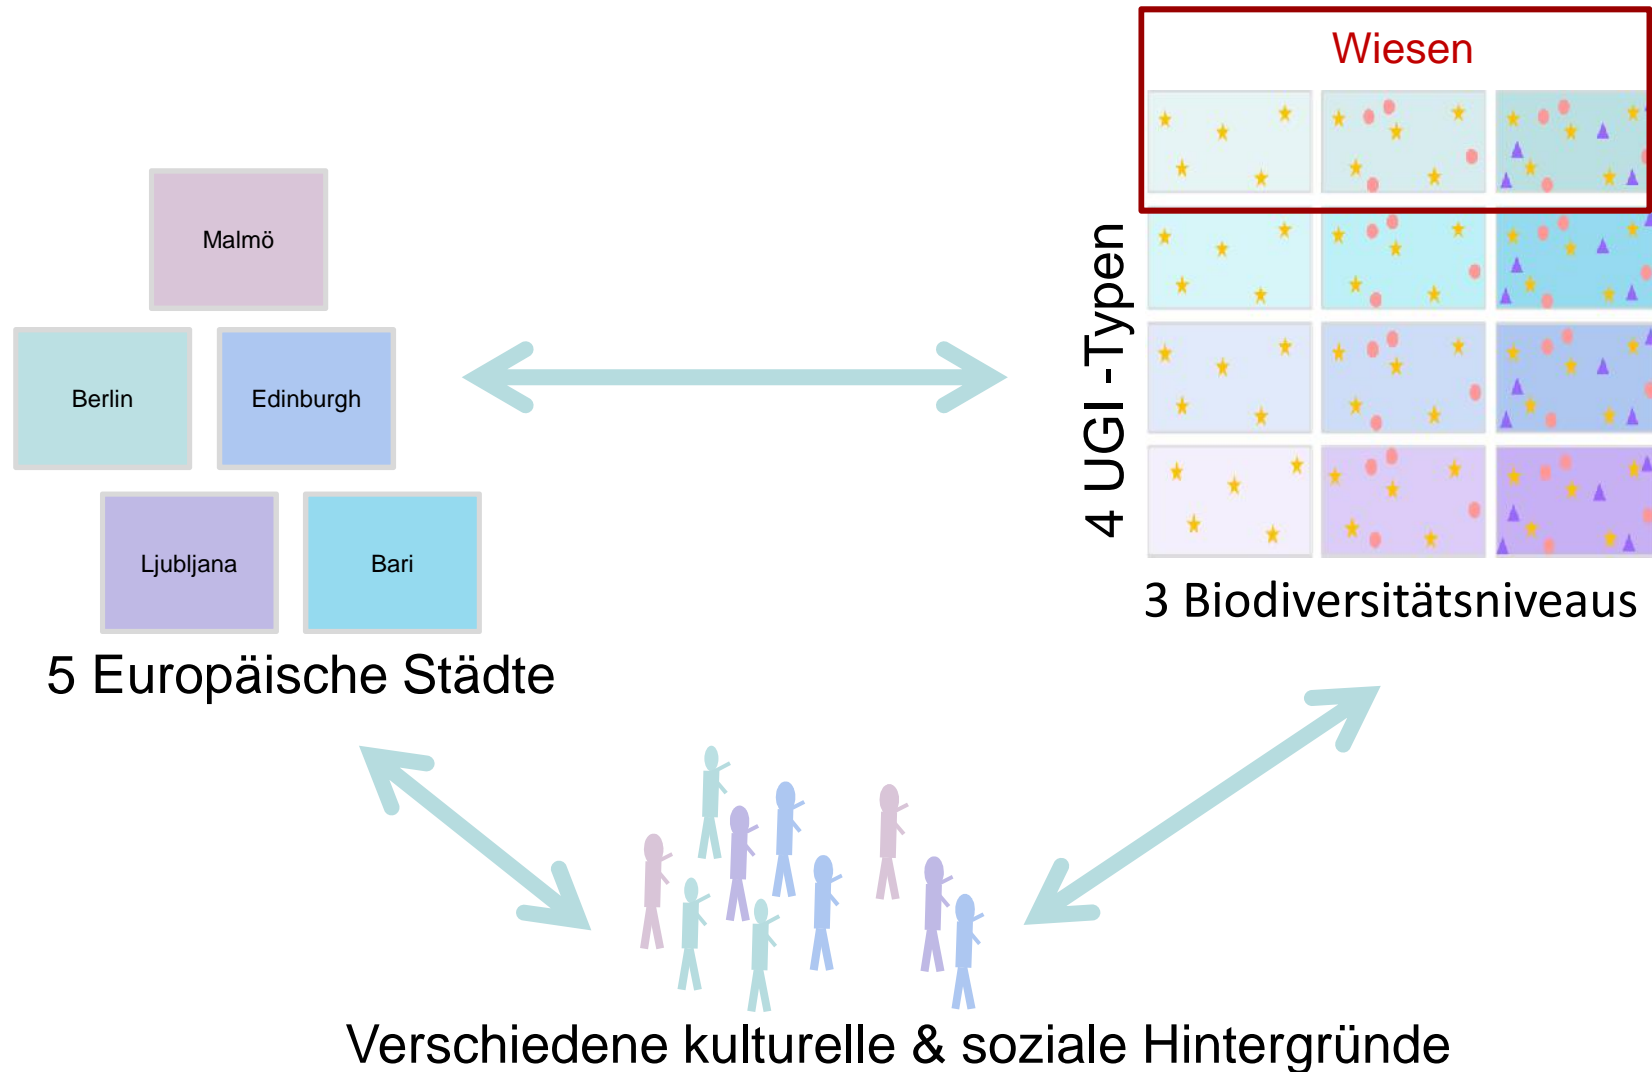 Wiesen
Malmö
Berlin
Edinburgh
Ljubljana
Bari
5 Europäische Städte
4 UGI -Typen
3 Biodiversitätsniveaus
Verschiedene kulturelle & soziale Hintergründe